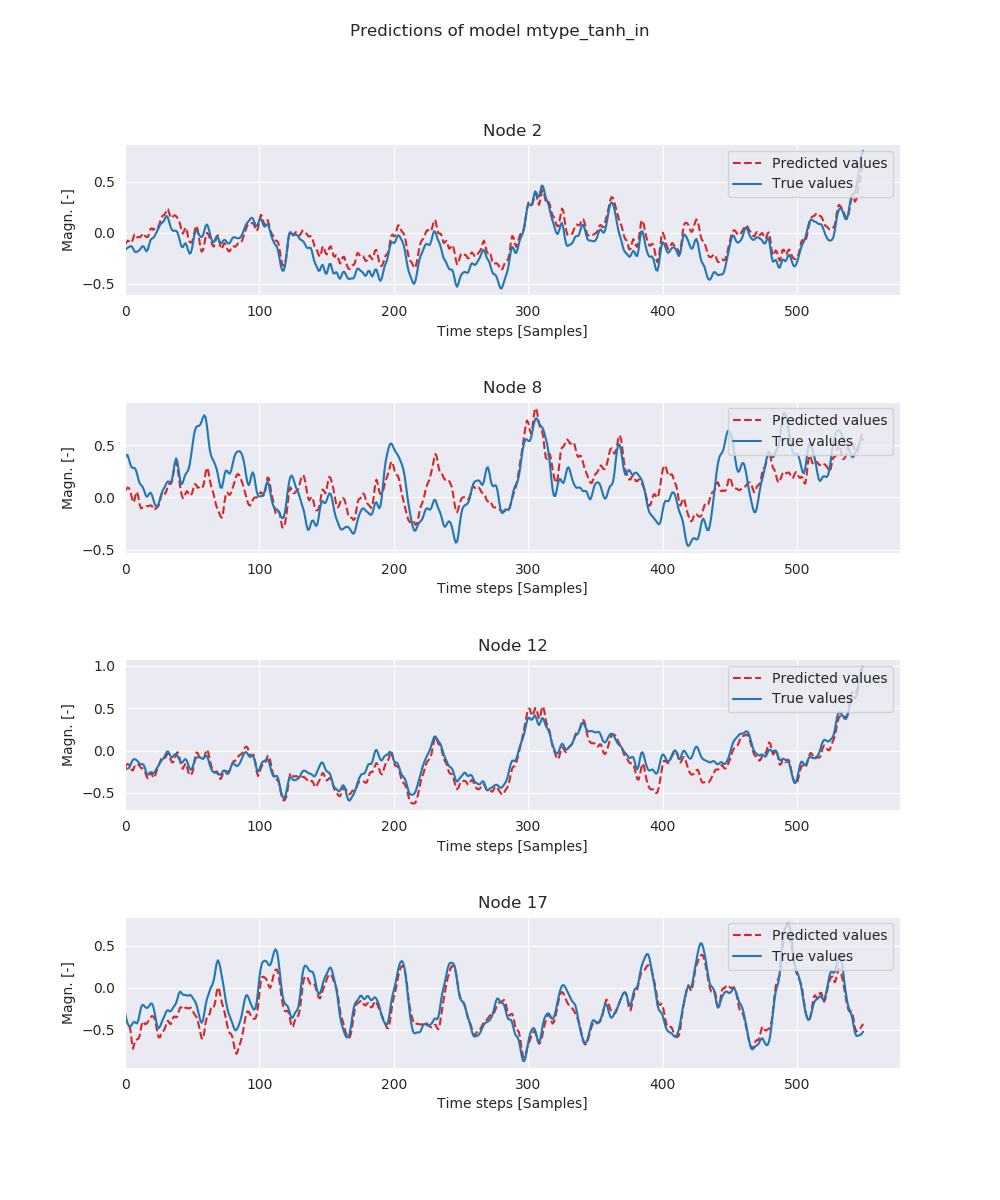 Predictions of model mtype_tanh_in
Node 2
Magn. [-]
0.5
0.0
−0.5
Predicted values
True values
0 100 200 300 400 500
Time steps [Samples]
Node 8
Magn. [-]
0.5
0.0
−0.5
Predicted values
True values
0 100 200 300 400 500
Time steps [Samples]
Node 12
Magn. [-]
1.0
0.5
0.0
−0.5
Predicted values
True values
0 100 200 300 400 500
Time steps [Samples]
Node 17
Magn. [-]
0.5
0.0
−0.5
Predicted values
True values
0 100 200 300 400 500
Time steps [Samples]